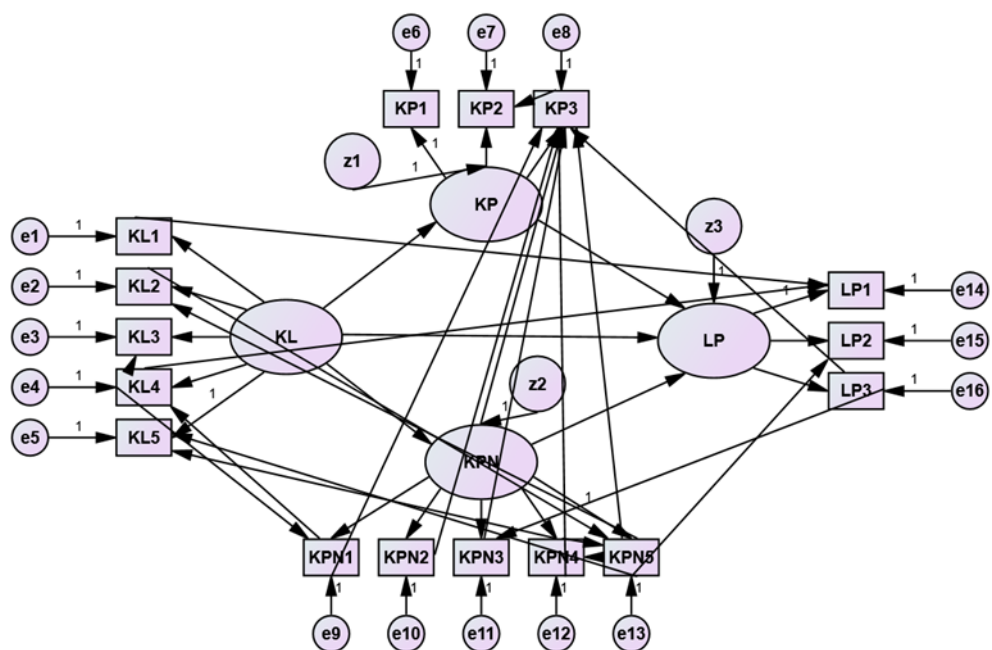 e6 e7 e8
1 1 1
KP1 KP2 KP3
1
z1 1
KP
z3
e1 1 KL1
1
e2 1 KL2
LP1 1 e14
1
e3 1 KL3
KL
LP
LP2 1 e15
e4 1 KL4
z2
LP3 1 e16
1
1
e5 1 KL5
KPN
1
KPN1 KPN2 KPN3 KPN4 KPN5
1 1 1 1 1
e9 e10 e11 e12 e13